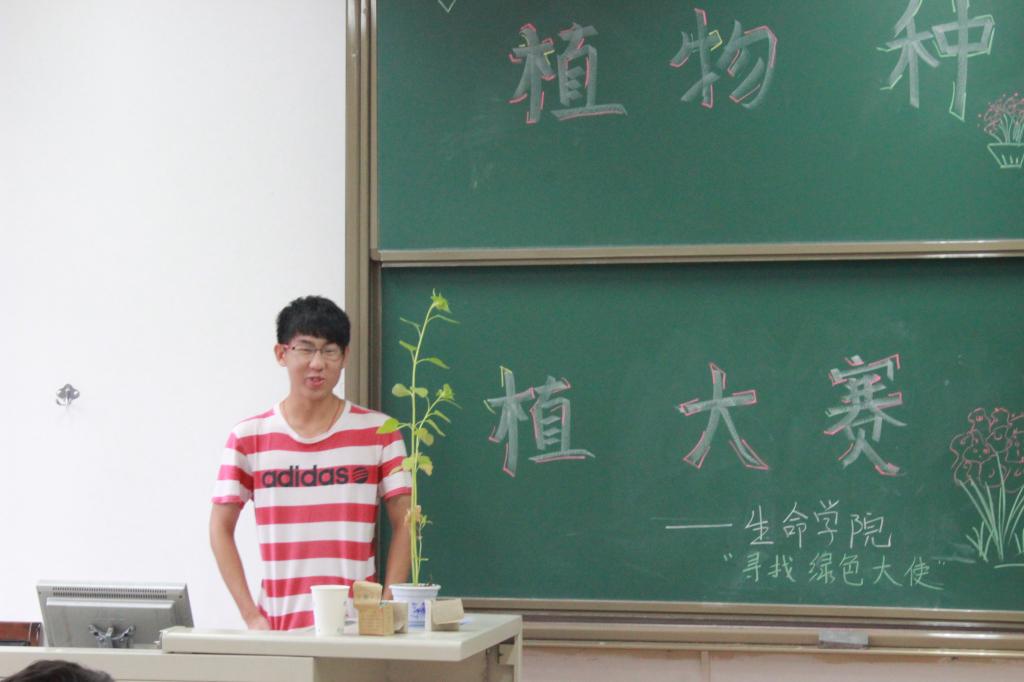 植物种
植大赛
——生命学院
“寻找绿色大使”
adidas